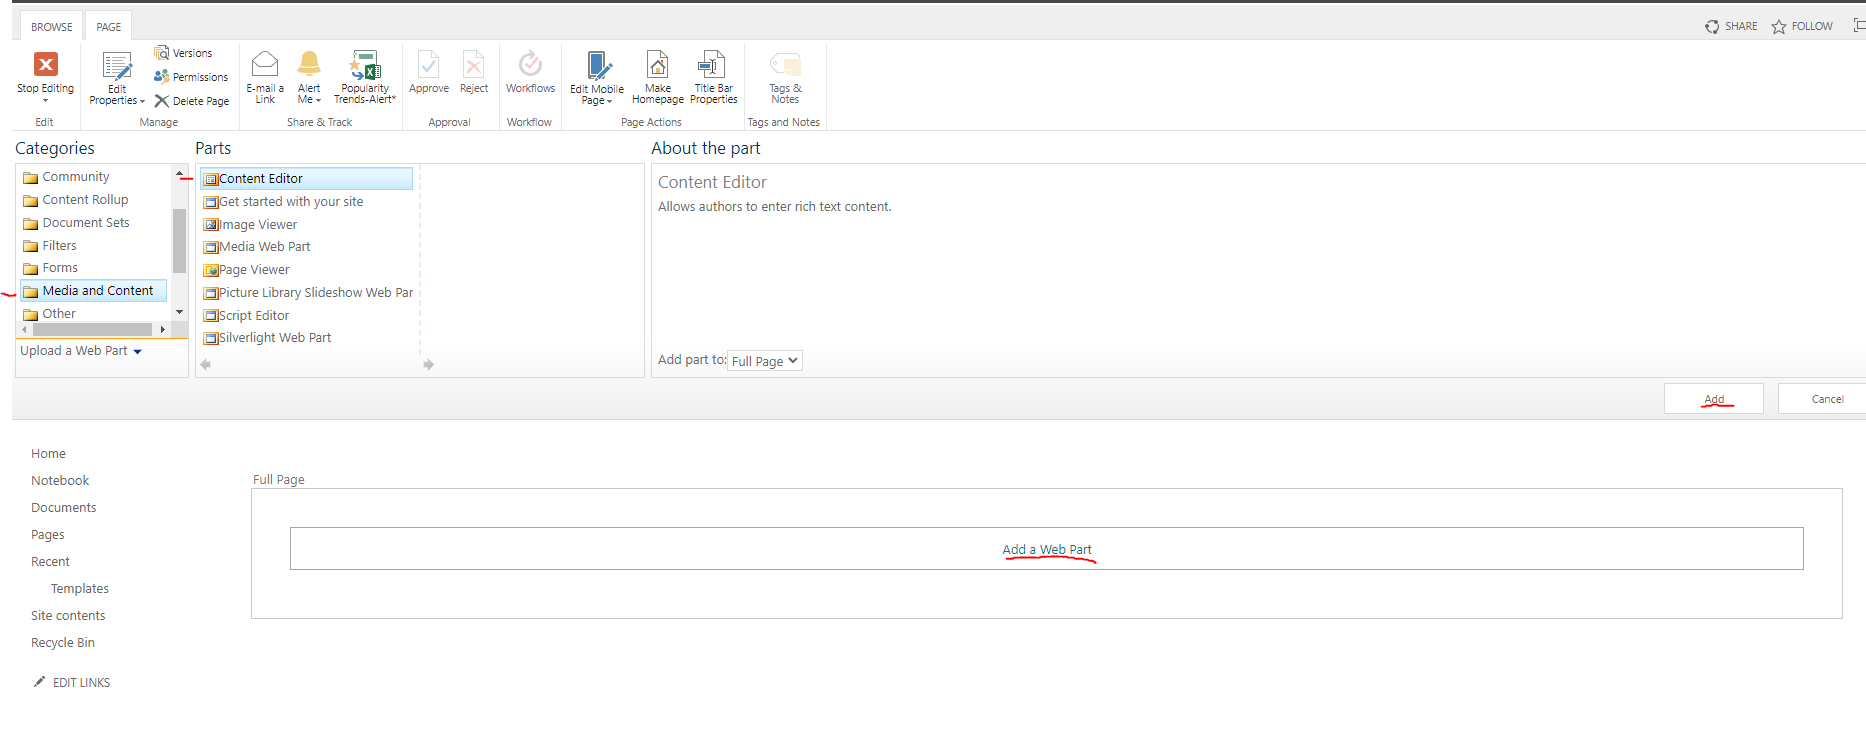 BROWSE PAGE
SHARE FOLLOW
Stop Editing
Edit Properties
Versions
Permissions
Delete Page
E-mail a Link
Alert Me
Popularity Trends-Alert*
Approve
Reject
Workflows
Edit Mobile Page
Make Homepage
Title Bar Properties
Tags & Notes
Edit
Manage
Share & Track
Approval
Workflow
Page Actions
Tags and Notes
Categories
Community
Content Rollup
Document Sets
Filters
Forms
Media and Content
Other
Upload a Web Part
Parts
Content Editor
Get started with your site
Image Viewer
Media Web Part
Page Viewer
Picture Library Slideshow Web Par
Script Editor
Silverlight Web Part
About the part
Content Editor
Allows authors to enter rich text content.
Add part to: Full Page
Add
Cancel
Home
Notebook
Documents
Pages
Recent
Templates
Site contents
Recycle Bin
EDIT LINKS
Full Page
Add a Web Part